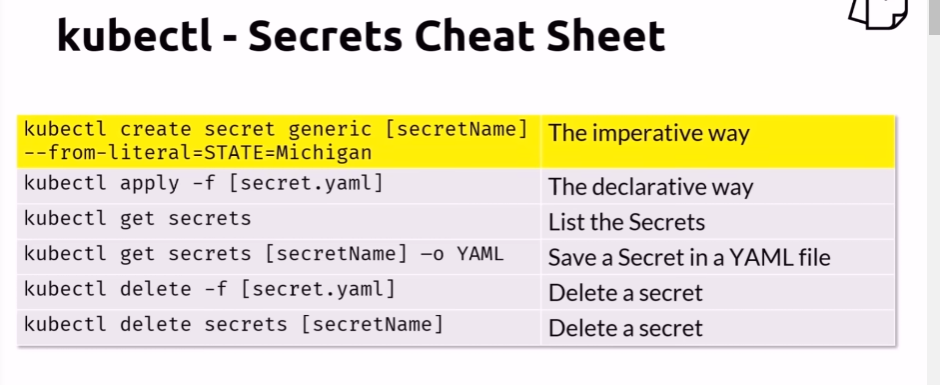 kubectl - Secrets Cheat Sheet
kubectl create secret generic [secretName] The imperative way
--from-literal=STATE=Michigan
kubectl apply -f [secret.yaml] The declarative way
kubectl get secrets List the Secrets
kubectl get secrets [secretName] –o YAML Save a Secret in a YAML file
kubectl delete -f [secret.yaml] Delete a secret
kubectl delete secrets [secretName] Delete a secret